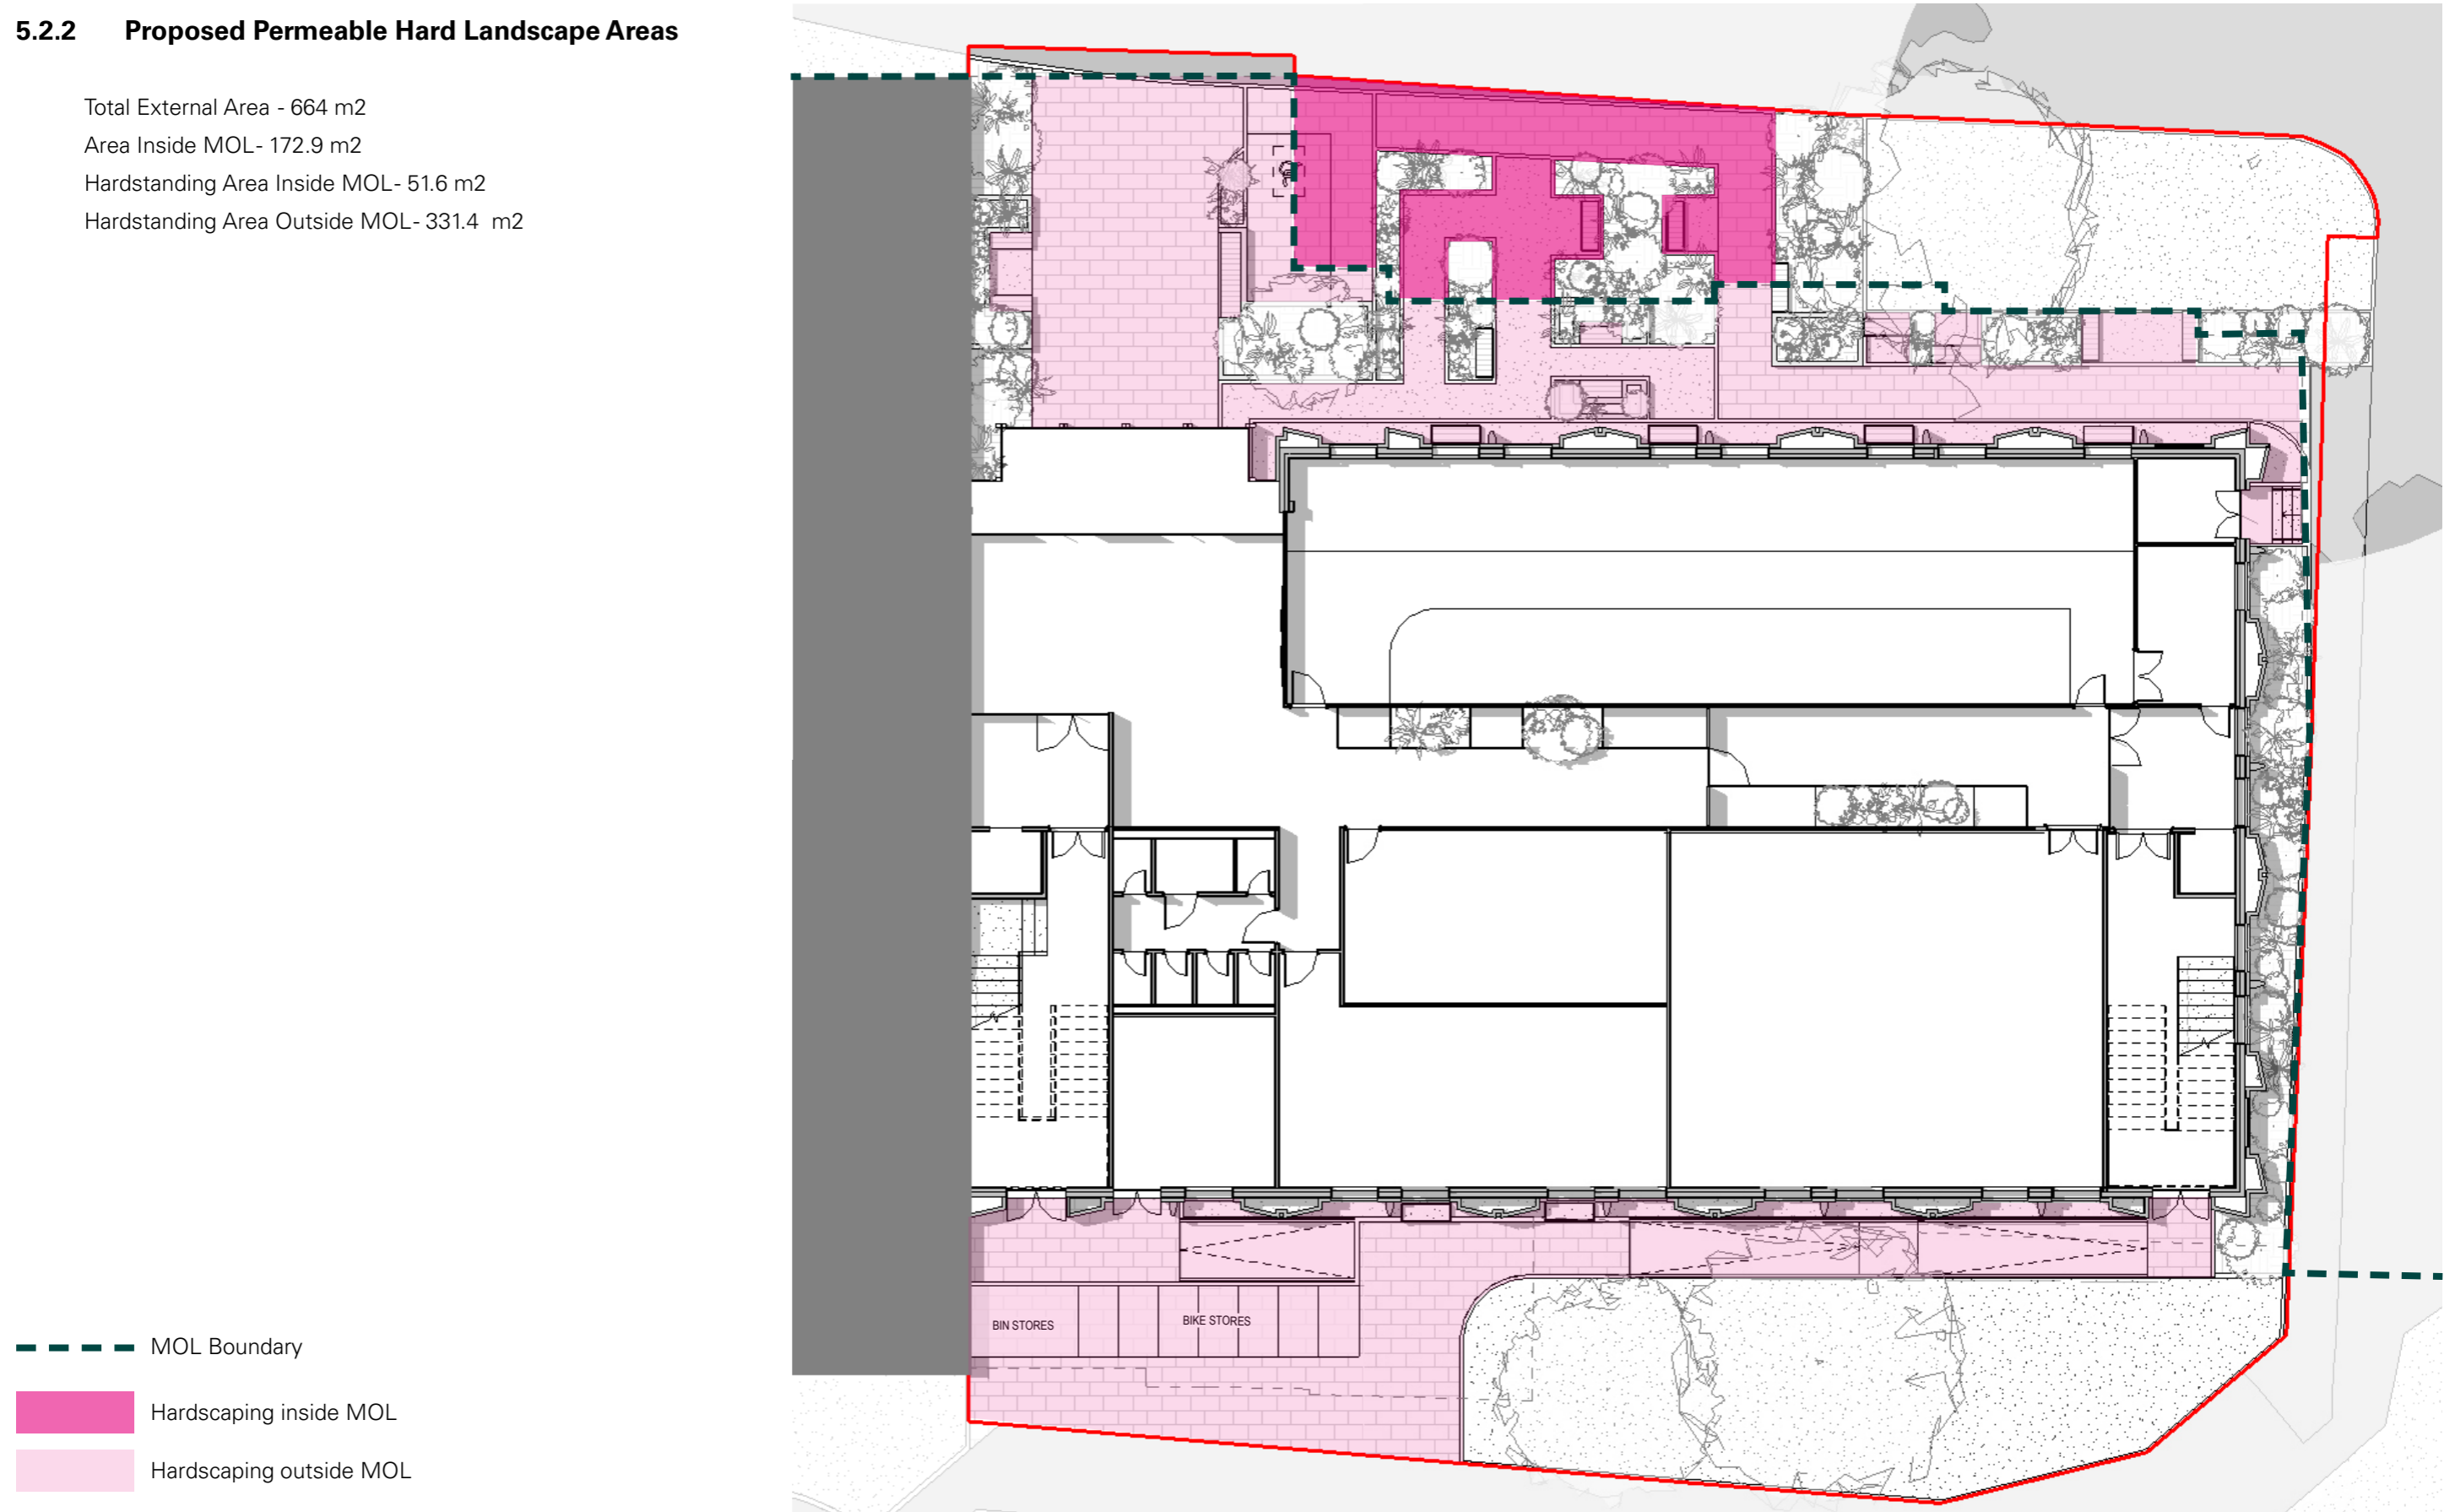 5.2.2 Proposed Permeable Hard Landscape Areas
Total External Area - 664 m2
Area Inside MOL- 172.9 m2
Hardstanding Area Inside MOL- 51.6 m2
Hardstanding Area Outside MOL- 331.4 m2
BIN STORES
BIKE STORES
MOL Boundary
Hardscaping inside MOL
Hardscaping outside MOL